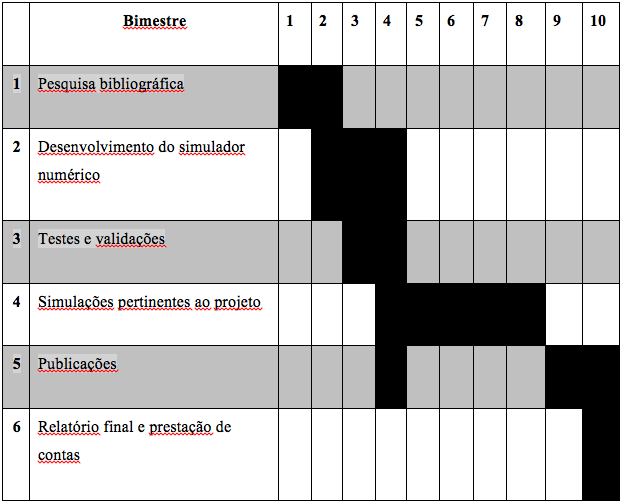 Bimestre 1 2 3 4 5 6 7 8 9 10
1 Pesquisa bibliográfica
2 Desenvolvimento do simulador
numérico
3 Testes e validações
4 Simulações pertinentes ao projeto
5 Publicações
6 Relatório final e prestação de
contas